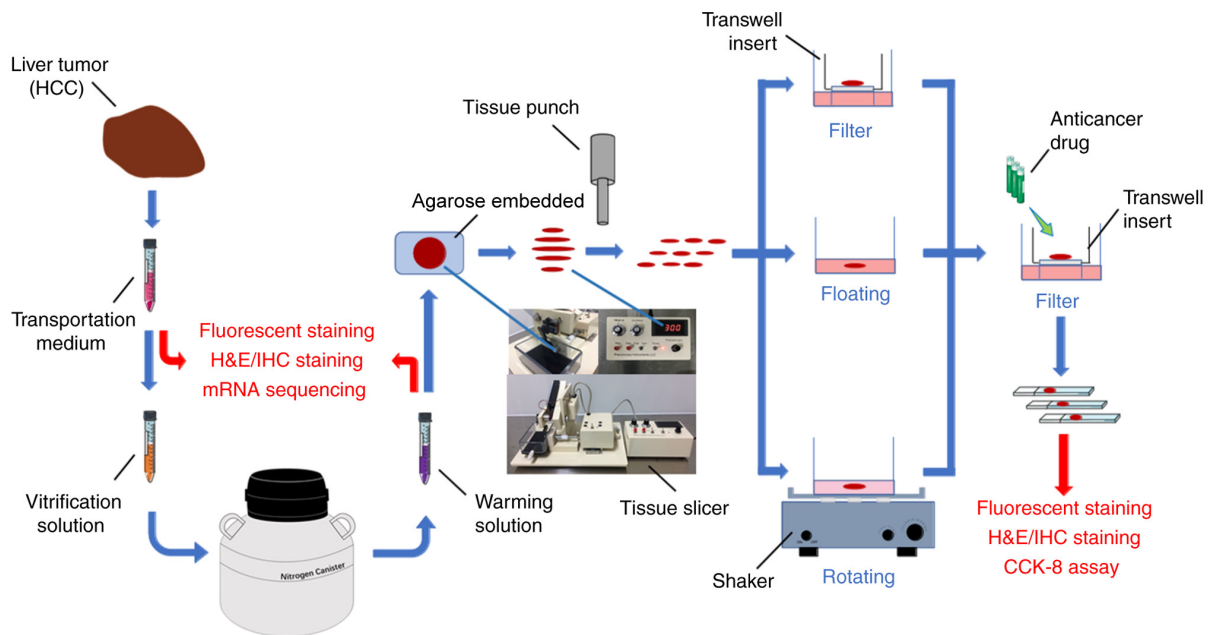 Liver tumor
(HCC)
Transportation
medium
Fluorescent staining
H&E/IHC staining
mRNA sequencing
Vitrification
solution
Nitrogen Canister
Warming
solution
Agarose embedded
Tissue punch
300
Tissue slicer
Transwell
insert
Filter
Floating
Shaker
Rotating
Anticancer
drug
Transwell
insert
Filter
Fluorescent staining
H&E/IHC staining
CCK-8 assay